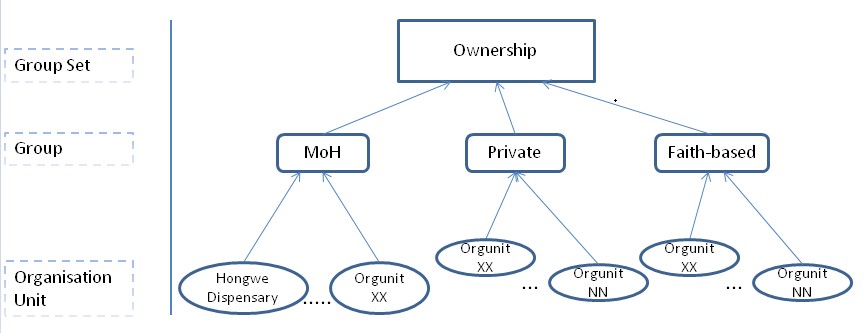 Ownership
Group Set
Group
MoH
Private
Faith-based
Organisation
Unit
Hongwe
Dispensary
.....
Orgunit
XX
Orgunit
XX
...
Orgunit
NN
Orgunit
XX
...
Orgunit
NN